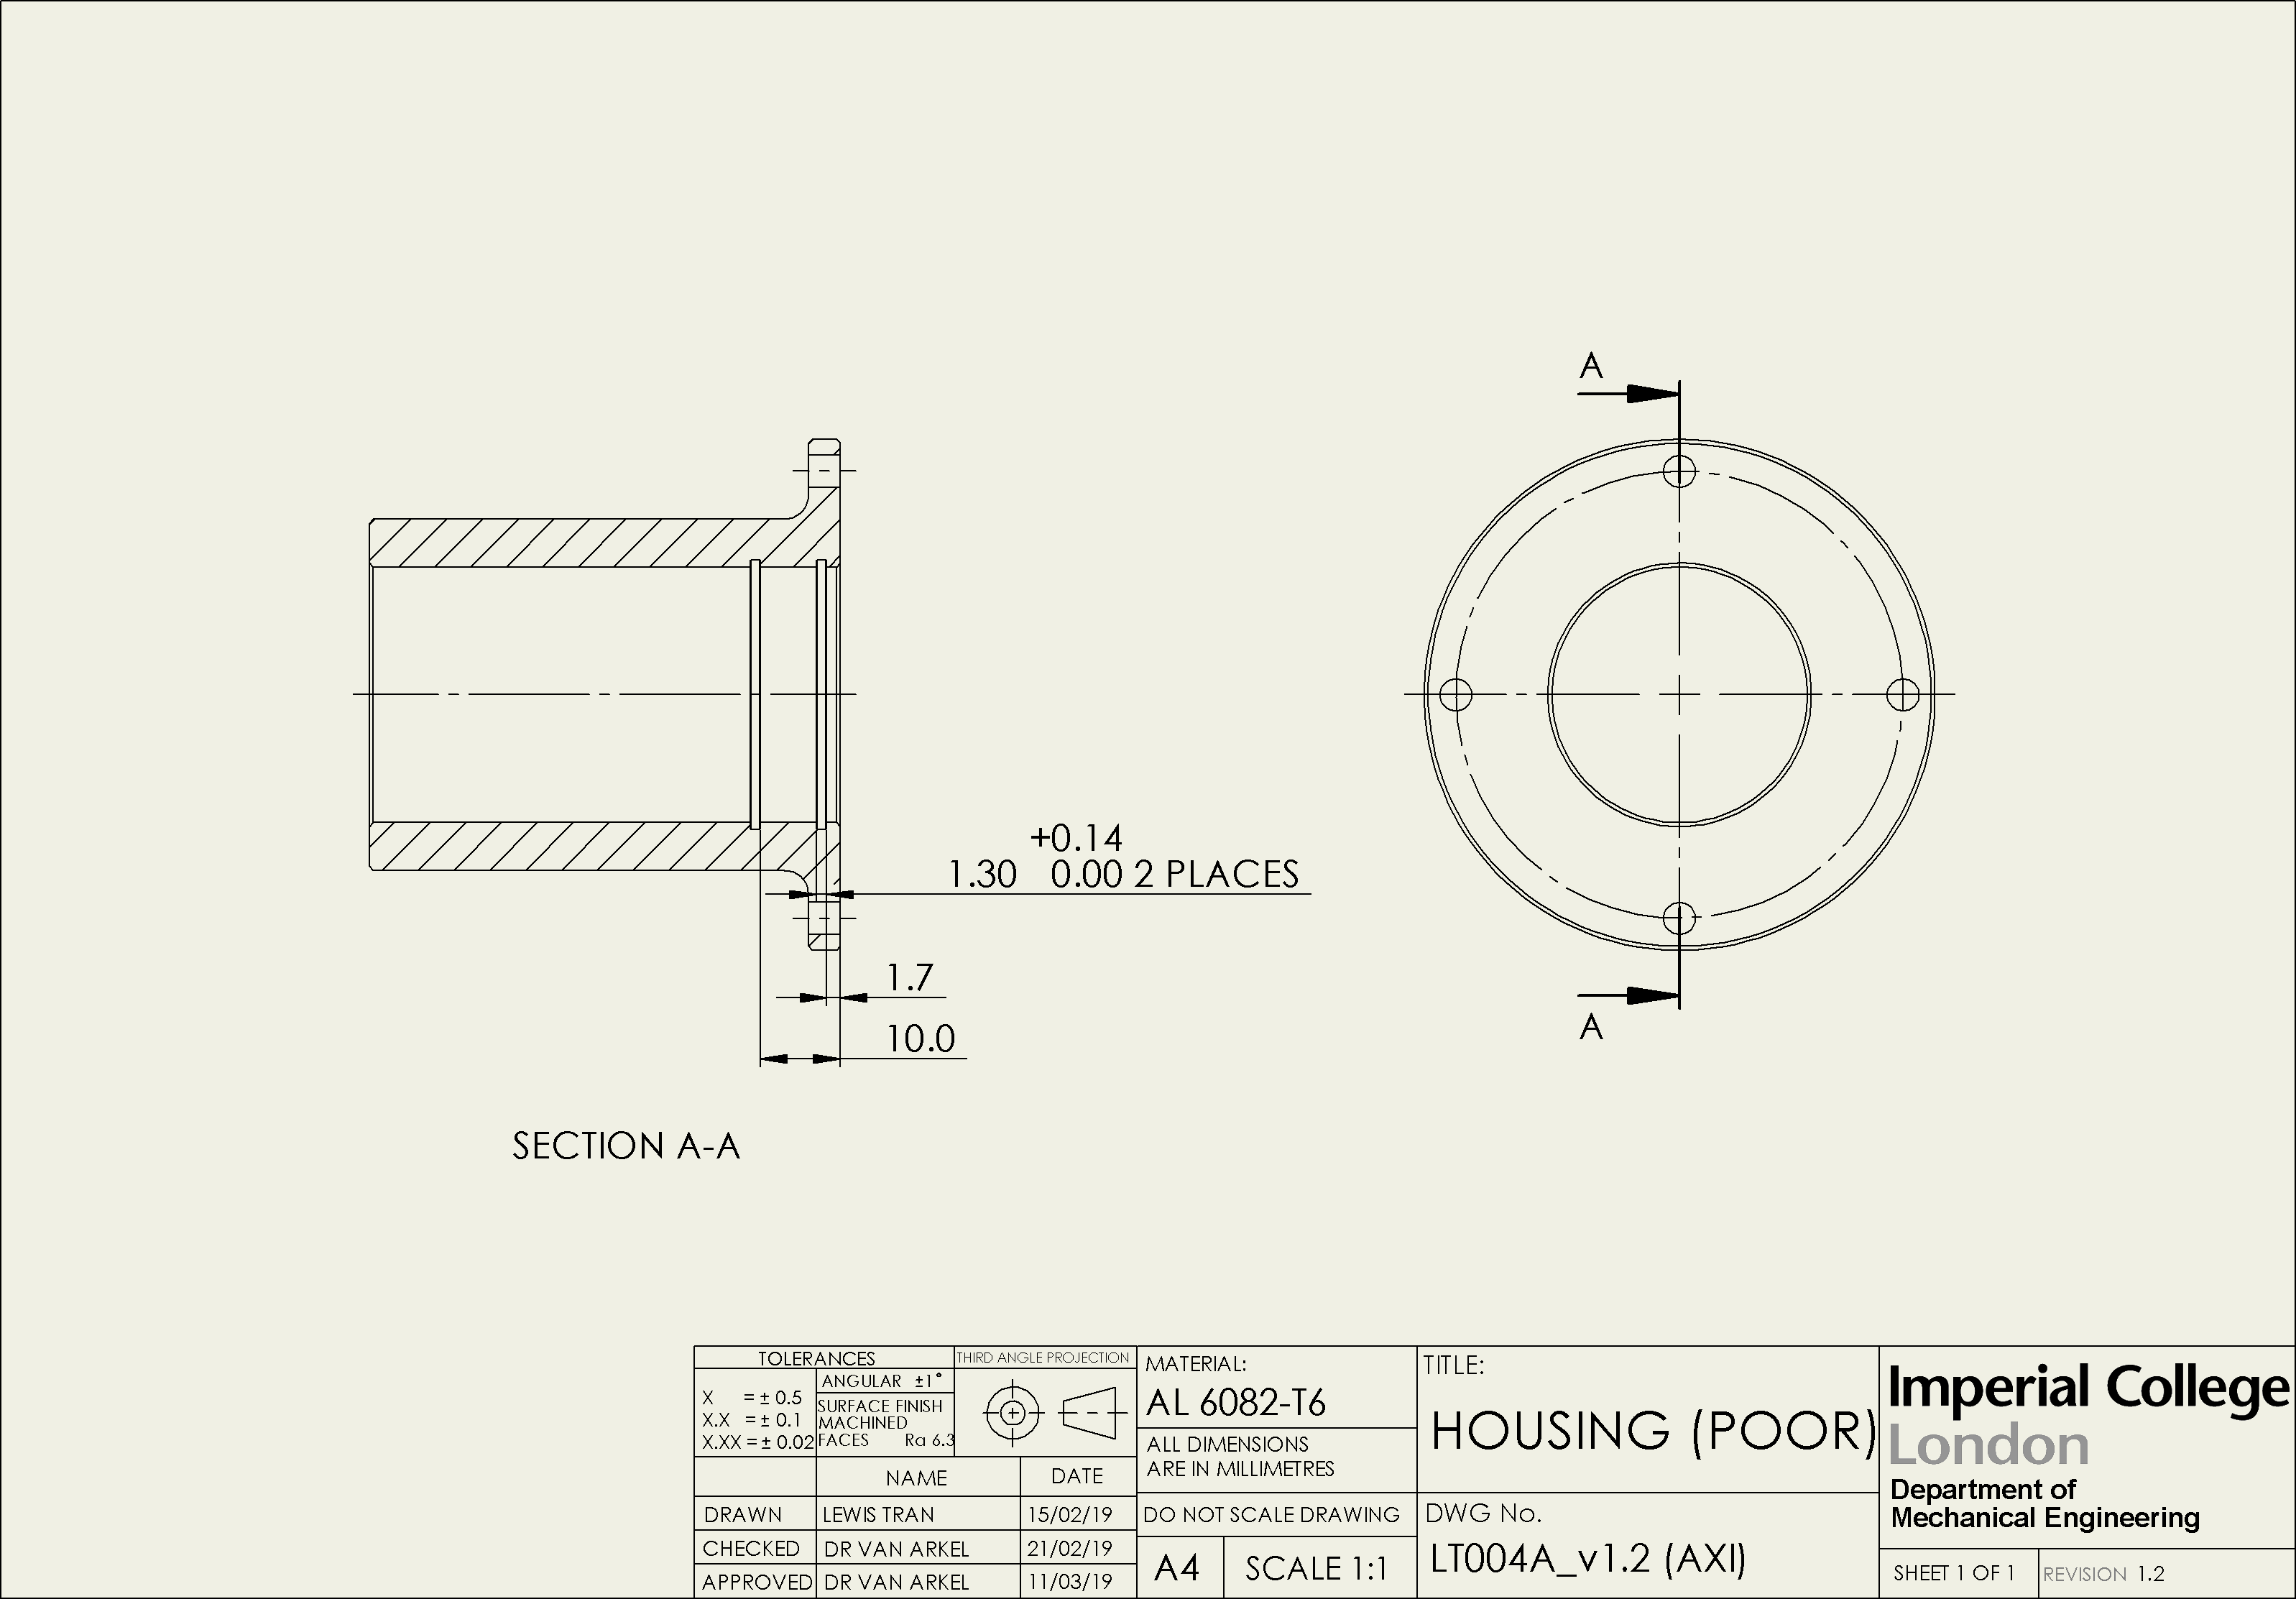 A
+0.14
1.30 0.00 2 PLACES
1.7
10.0
A
SECTION A-A
TOLERANCES
X = ± 0.5
X.X = ± 0.1
X.XX = ± 0.02
ANGULAR ±1°
SURFACE FINISH
MACHINED
FACES Ra 6.3
THIRD ANGLE PROJECTION
NAME DATE
DRAWN LEWIS TRAN 15/02/19
CHECKED DR VAN ARKEL 21/02/19
APPROVED DR VAN ARKEL 11/03/19
MATERIAL:
AL 6082-T6
ALL DIMENSIONS
ARE IN MILLIMETRES
DO NOT SCALE DRAWING
A4 SCALE 1:1
TITLE:
HOUSING (POOR)
DWG No.
LT004A_v1.2 (AXI)
Imperial College
London
Department of
Mechanical Engineering
SHEET 1 OF 1 REVISION 1.2